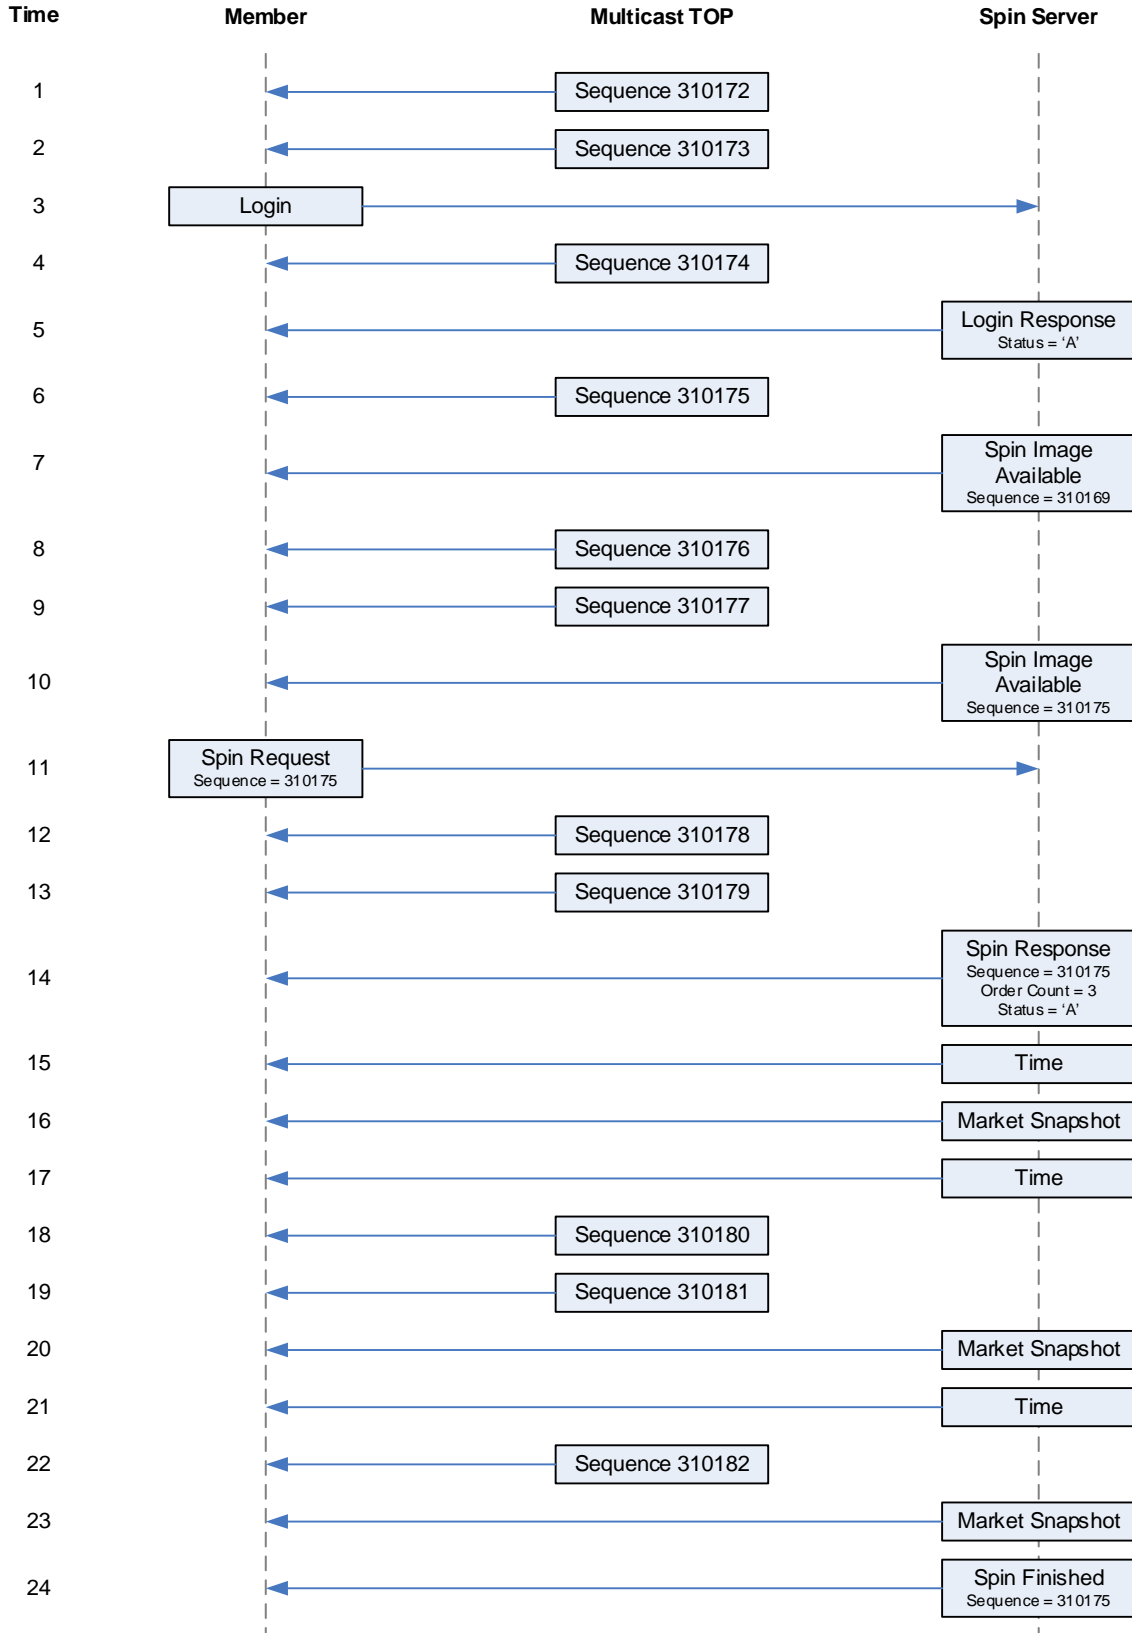 Time Member Multicast TOP Spin Server
1 Sequence 310172
2 Sequence 310173
3 Login
4 Sequence 310174
5 Login Response
Status = ‘A’
6 Sequence 310175
7 Spin Image
Available
Sequence = 310169
8 Sequence 310176
9 Sequence 310177
10 Spin Image
Available
Sequence = 310175
11 Spin Request
Sequence = 310175
12 Sequence 310178
13 Sequence 310179
14 Spin Response
Sequence = 310175
Order Count = 3
Status = ‘A’
15 Time
16 Market Snapshot
17 Time
18 Sequence 310180
19 Sequence 310181
20 Market Snapshot
21 Time
22 Sequence 310182
23 Market Snapshot
24 Spin Finished
Sequence = 310175